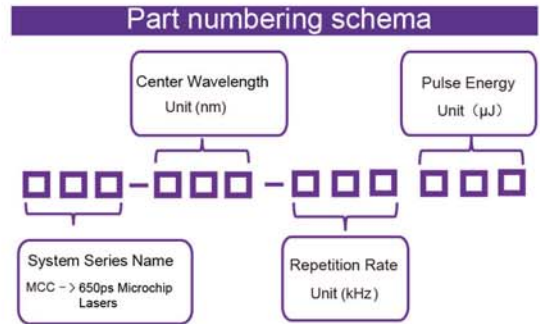 Part numbering schema
Center Wavelength
Unit (nm)
Pulse Energy
Unit （μJ）
□□□－□□□－□□□ □□□
System Series Name
MCC －> 650ps Microchip
Lasers
Repetition Rate
Unit (kHz)